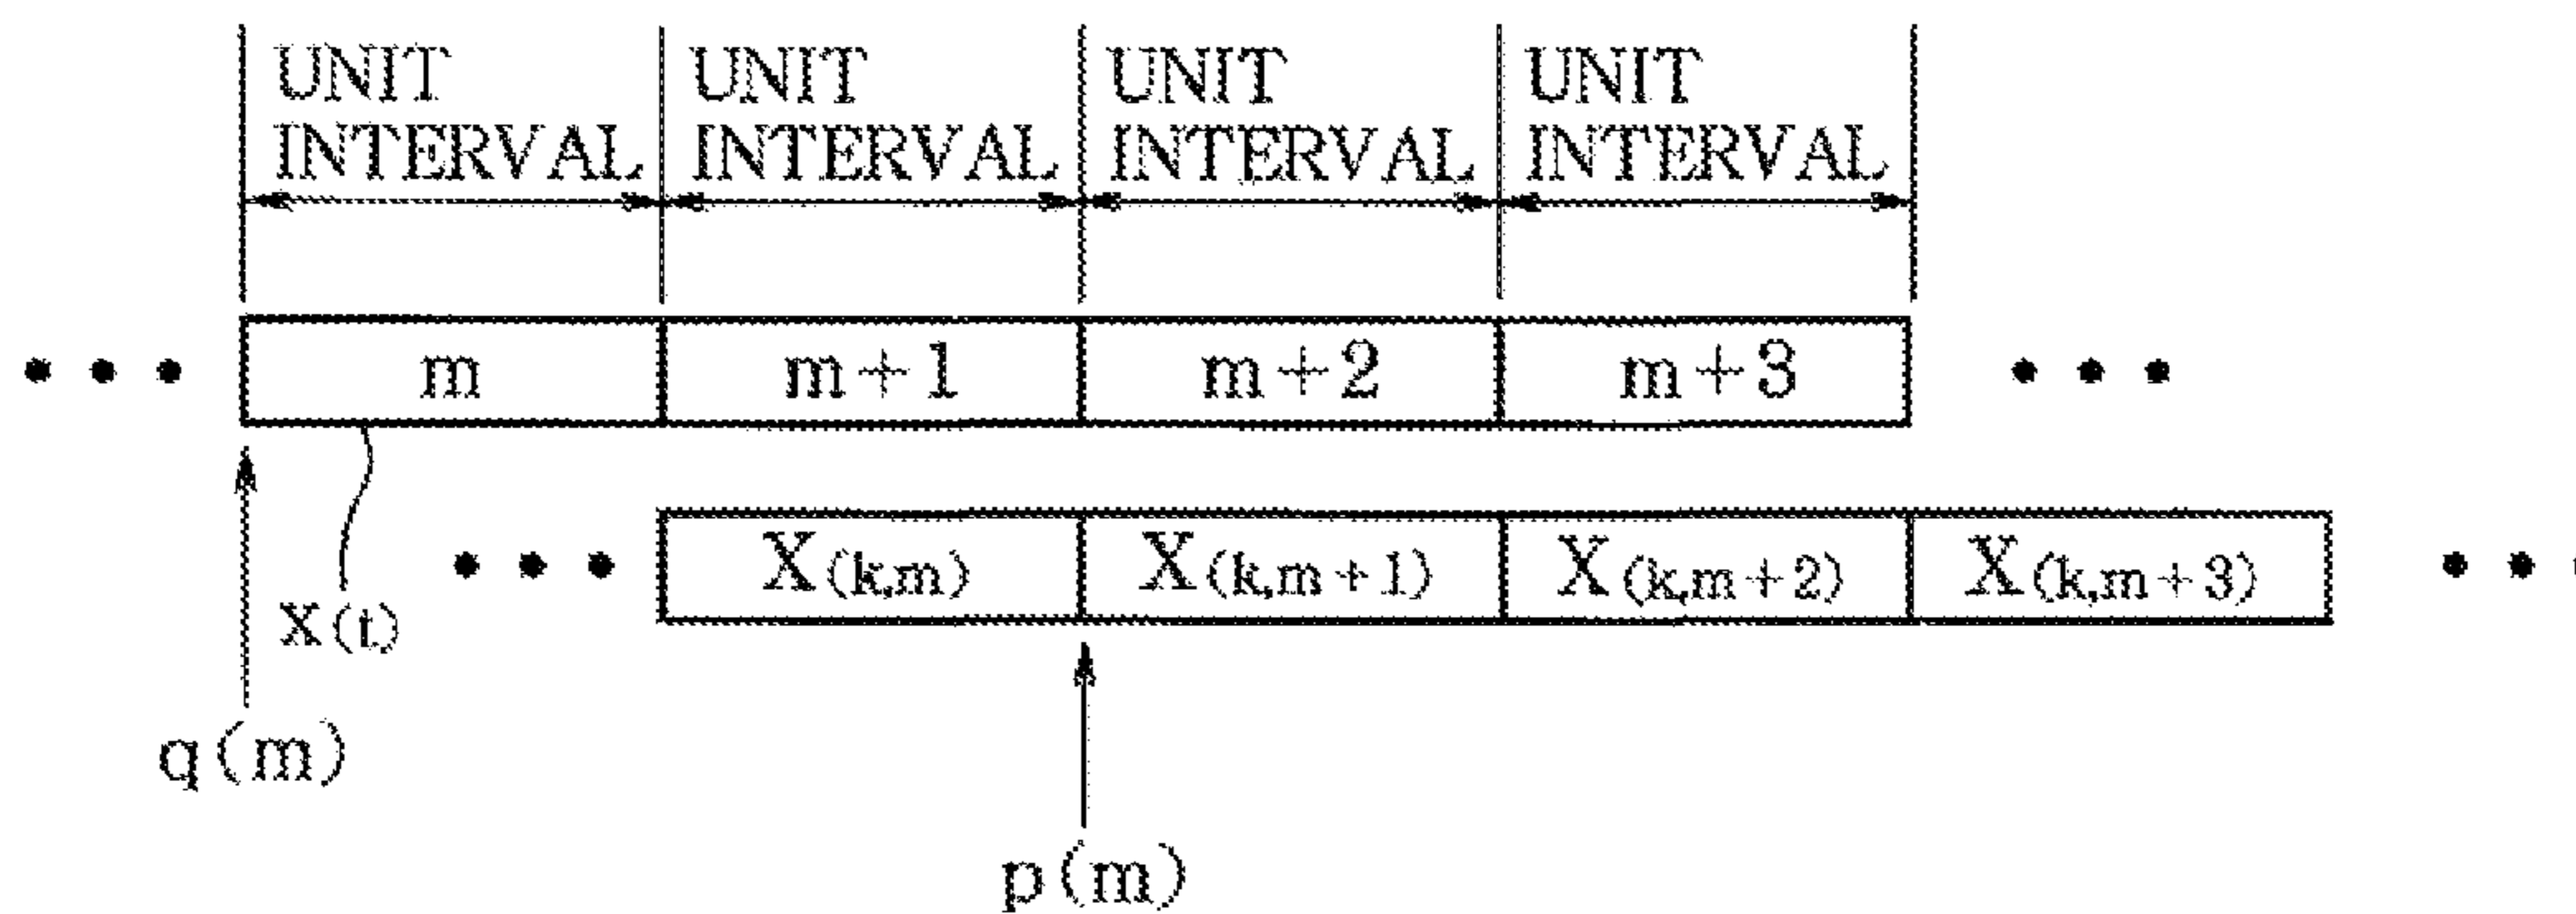 UNIT INTERVAL UNIT INTERVAL UNIT INTERVAL UNIT INTERVAL
• • • m m+1 m+2 m+3 • • •
• • • X(k,m) X(k,m+1) X(k,m+2) X(k,m+3) • • •
X(t)
q(m)
p(m)